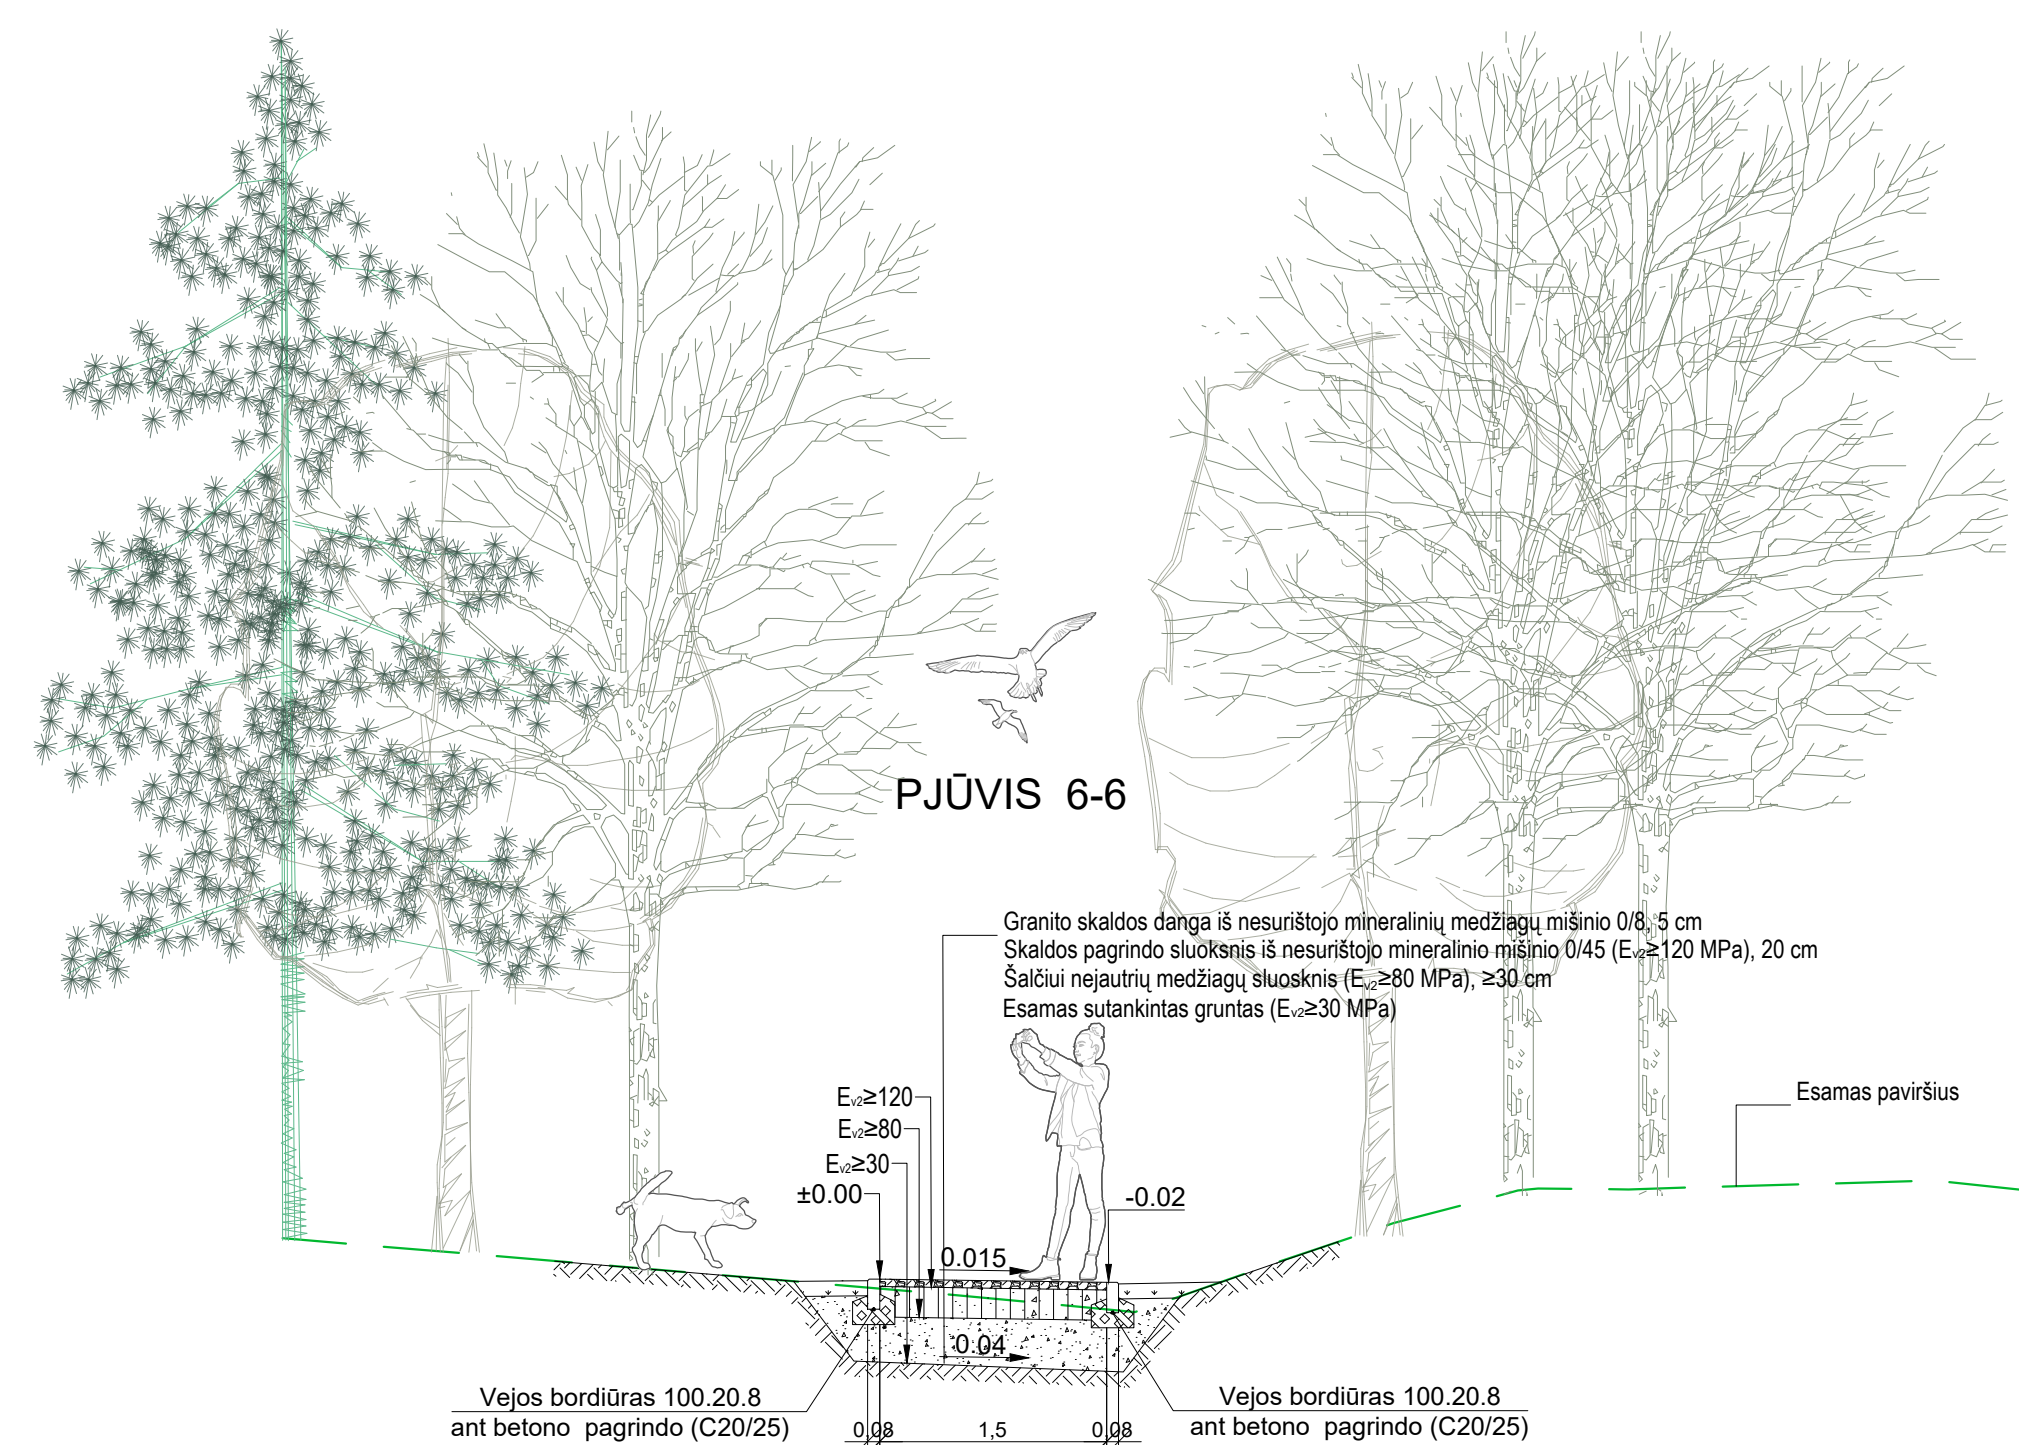 PJŪVIS 6-6
Granito skaldos danga iš nesurištojo mineralinių medžiagų mišinio 0/8, 5 cm
Skaldos pagrindo sluoksnis iš nesurištojo mineralinio mišinio 0/45 (Ev2≥120 MPa), 20 cm
Šalčiui nejautrių medžiagų sluosknis (Ev2≥80 MPa), ≥30 cm
Esamas sutankintas gruntas (Ev2≥30 MPa)
Esamas paviršius
Ev2≥120
Ev2≥80
Ev2≥30
±0.00
-0.02
0.015
0.04
Vejos bordiūras 100.20.8
ant betono pagrindo (C20/25)
Vejos bordiūras 100.20.8
ant betono pagrindo (C20/25)
0,08 1,5 0,08